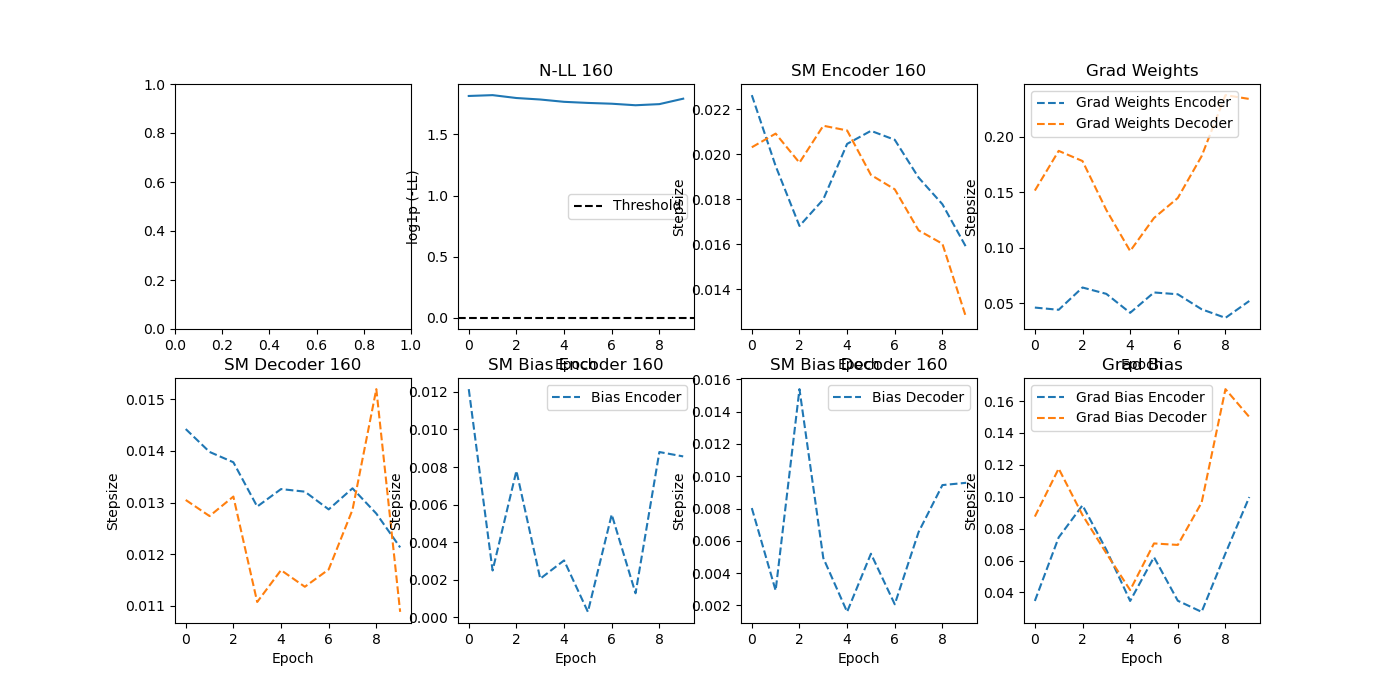 N-LL 160
SM Encoder 160
Grad Weights
1.0
0.8
0.6
0.4
0.2
0.0
0.0 0.2 0.4 0.6 0.8 1.0
log1p (-LL)
1.5
1.0
0.5
0.0
Threshold
0 2 4 6 8
Epoch
Stepsize
0.022
0.020
0.018
0.016
0.014
0 2 4 6 8
Epoch
Stepsize
0.20
0.15
0.10
0.05
Grad Weights Encoder
Grad Weights Decoder
0 2 4 6 8
Epoch
SM Decoder 160
SM Bias Encoder 160
SM Bias Decoder 160
Grad Bias
Stepsize
0.015
0.014
0.013
0.012
0.011
0 2 4 6 8
Epoch
Stepsize
0.012
0.010
0.008
0.006
0.004
0.002
0.000
Bias Encoder
0 2 4 6 8
Epoch
Stepsize
0.016
0.014
0.012
0.010
0.008
0.006
0.004
0.002
Bias Decoder
0 2 4 6 8
Epoch
Stepsize
0.16
0.14
0.12
0.10
0.08
0.06
0.04
Grad Bias Encoder
Grad Bias Decoder
0 2 4 6 8
Epoch